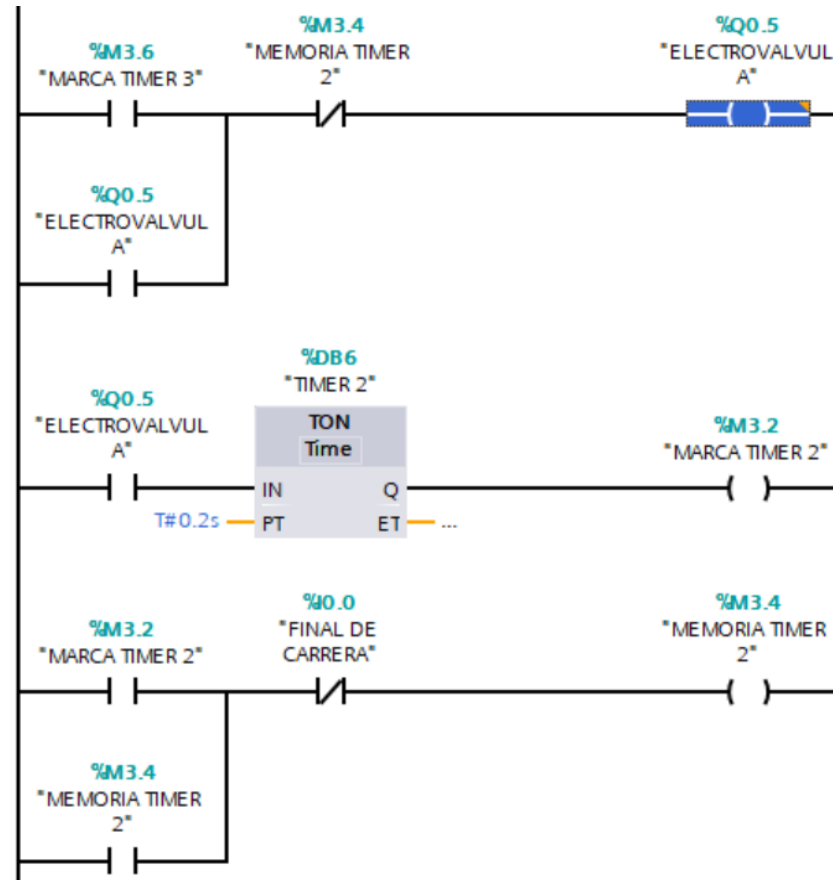 %M3.6
"MARCA TIMER 3"
%M3.4
"MEMORIA TIMER
2"
%Q0.5
"ELECTROVALVUL
A"
%Q0.5
"ELECTROVALVUL
A"
%DB6
"TIMER 2"
%Q0.5
"ELECTROVALVUL
A"
TON
Time
IN
Q
T#0.2s
PT
ET
...
%M3.2
"MARCA TIMER 2"
%M3.2
"MARCA TIMER 2"
%I0.0
"FINAL DE
CARRERA"
%M3.4
"MEMORIA TIMER
2"
%M3.4
"MEMORIA TIMER
2"